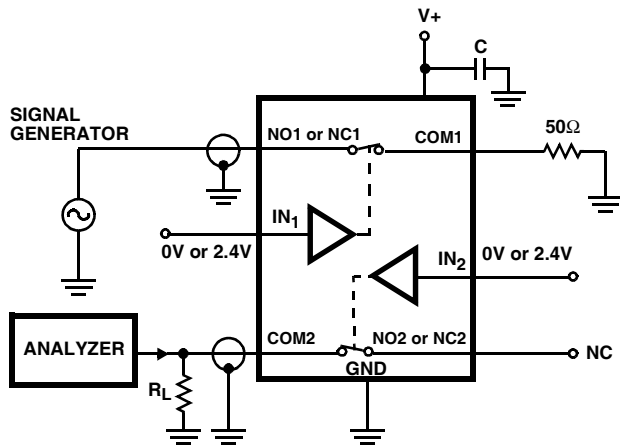 V+
C
SIGNAL
GENERATOR
NO1 or NC1
COM1
50Ω
IN1
0V or 2.4V
IN2
0V or 2.4V
ANALYZER
COM2
NO2 or NC2
NC
GND
RL